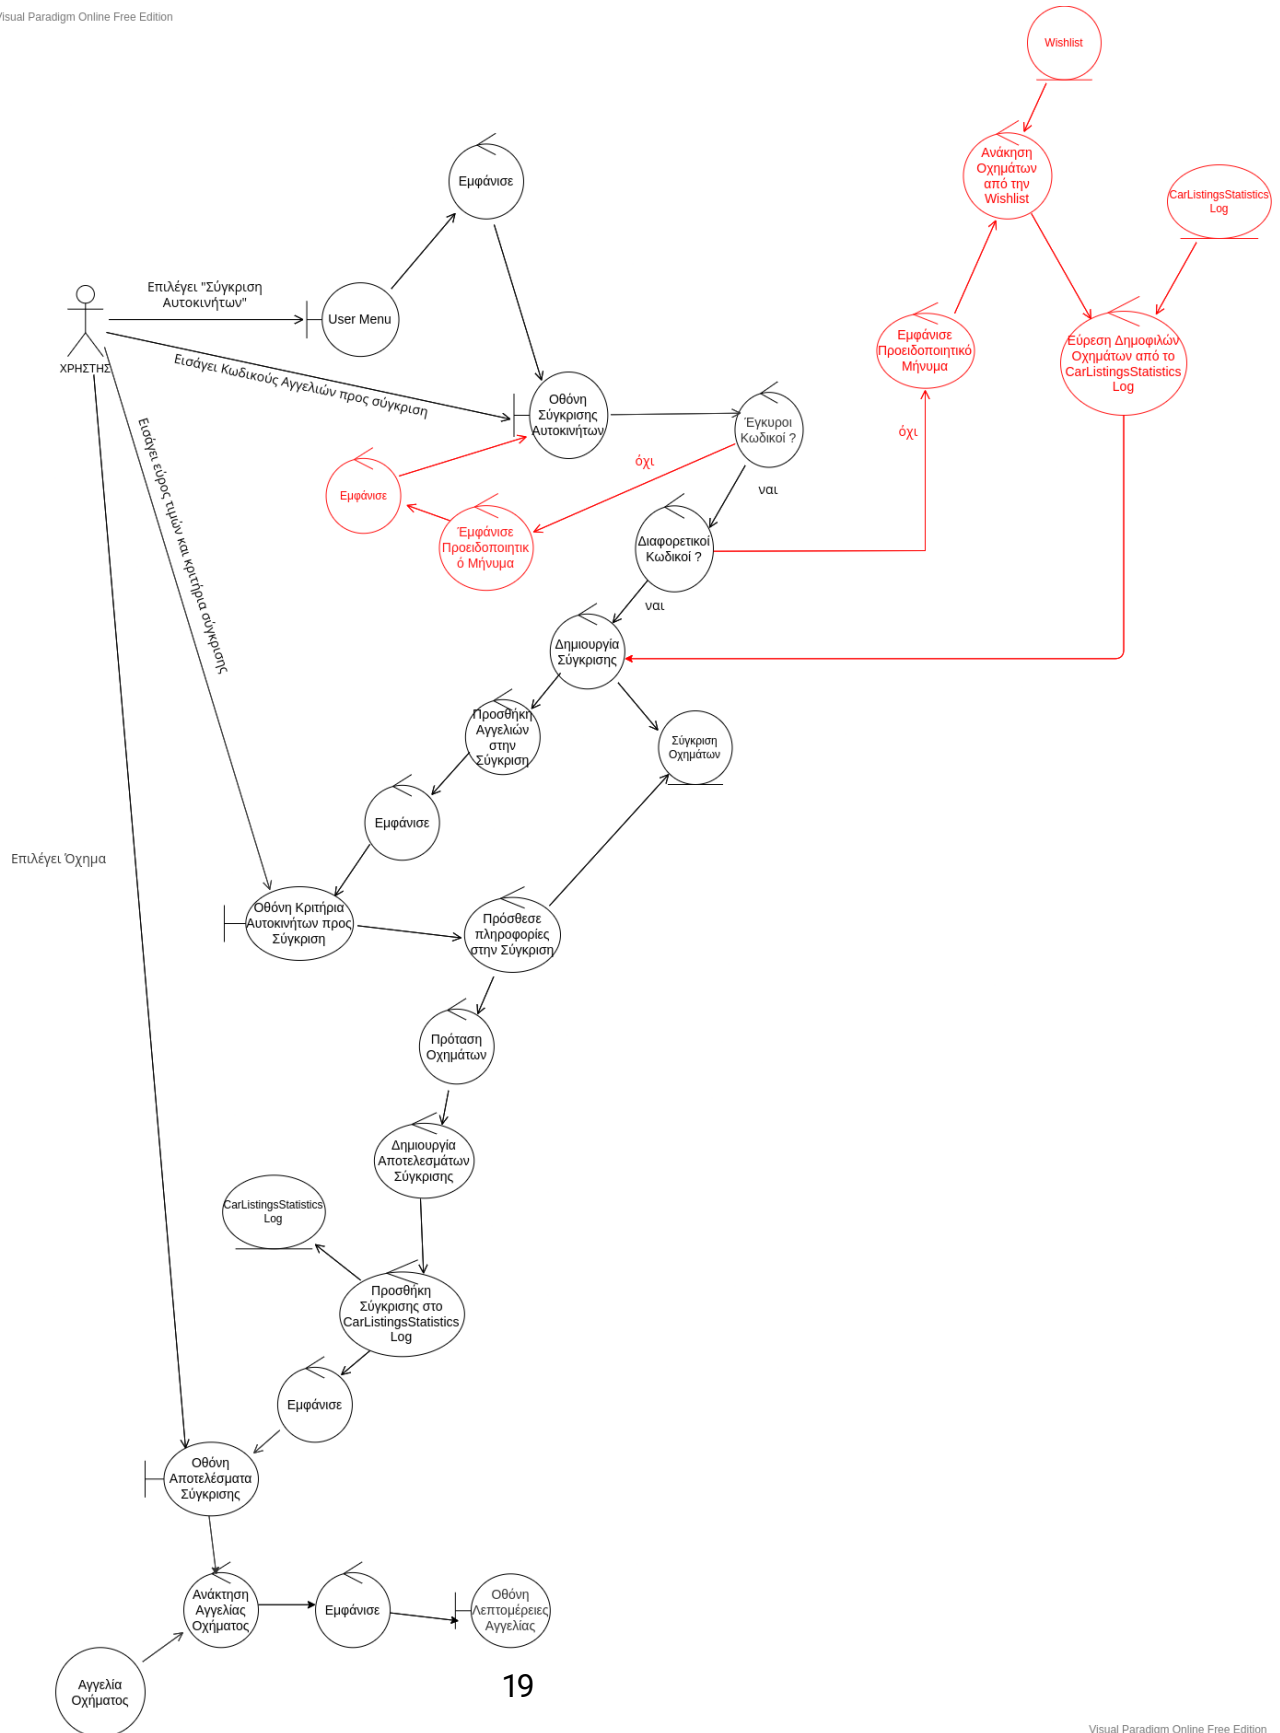 Visual Paradigm Online Free Edition
Wishlist
Ανάκηση
Οχημάτων
από την
Wishlist
CarListingsStatistics
Log
Εμφάνισε
Επιλέγει "Σύγκριση
Αυτοκινήτων"
User Menu
ΧΡΗΣΤΗΣ
Εισάγει Κωδικούς Αγγελιών προς σύγκριση
Εμφάνισε
Προειδοποιητικό
Μήνυμα
Εύρεση Δημοφιλών
Οχημάτων από το
CarListingsStatistics
Log
Οθόνη
Σύγκρισης
Αυτοκινήτων
Έγκυροι
Κωδικοί ?
όχι
όχι
ναι
Εισάγει εύρος τιμών και κριτήρια σύγκρισης
Εμφάνισε
Έμφάνισε
Προειδοποιητικ
ό Μήνυμα
Διαφορετικοί
Κωδικοί ?
ναι
Δημιουργία
Σύγκρισης
Προσθήκη
Αγγελιών
στην
Σύγκριση
Σύγκριση
Οχημάτων
Εμφάνισε
Επιλέγει Όχημα
Οθόνη Κριτήρια
Αυτοκινήτων προς
Σύγκριση
Πρόσθεσε
πληροφορίες
στην Σύγκριση
Πρόταση
Οχημάτων
Δημιουργία
Αποτελεσμάτων
Σύγκρισης
CarListingsStatistics
Log
Προσθήκη
Σύγκρισης στο
CarListingsStatistics
Log
Εμφάνισε
Οθόνη
Αποτελέσματα
Σύγκρισης
Ανάκτηση
Αγγελίας
Οχήματος
Εμφάνισε
Οθόνη
Λεπτομέρειες
Αγγελίας
Αγγελία
Οχήματος
19
Visual Paradigm Online Free Edition